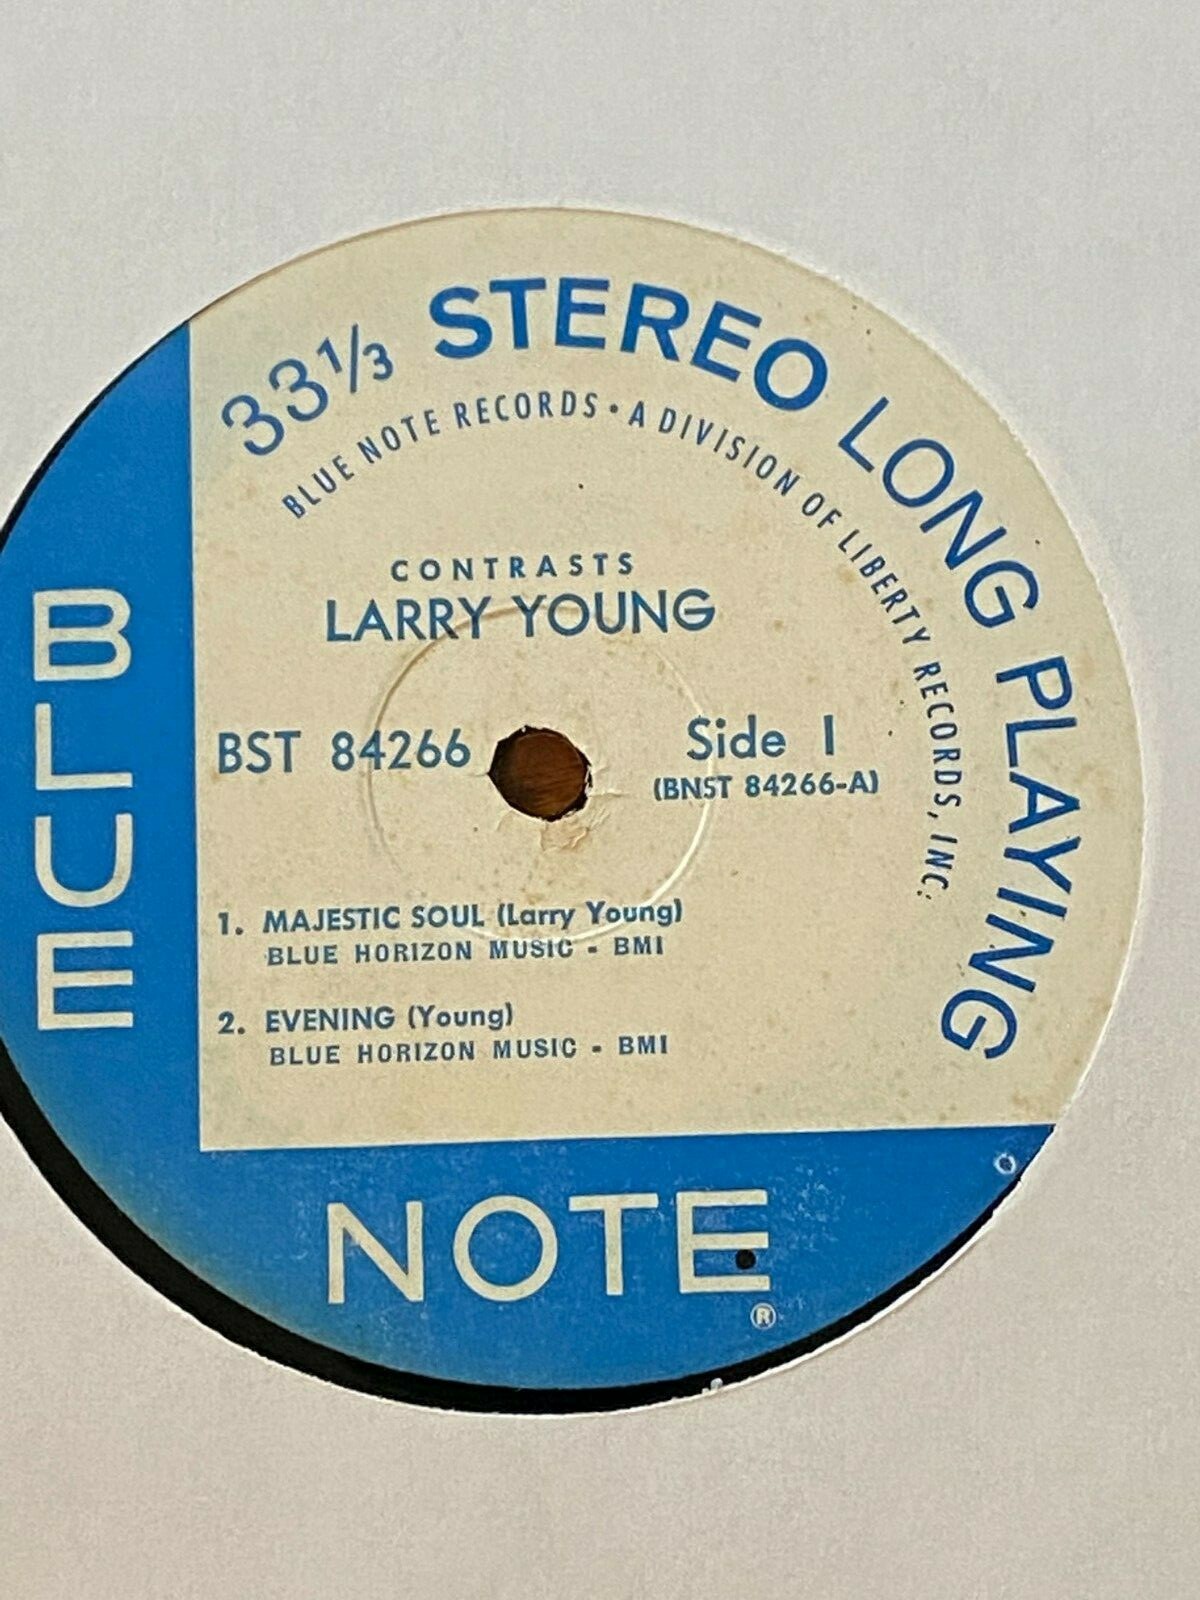 33⅓ STEREO LONG PLAYING
BLUE NOTE RECORDS • A DIVISION OF LIBERTY RECORDS, INC.
CONTRASTS
LARRY YOUNG
BST 84266
Side 1
(BNST 84266-A)
1. MAJESTIC SOUL (Larry Young)
BLUE HORIZON MUSIC - BMI
2. EVENING (Young)
BLUE HORIZON MUSIC - BMI
BLUE
NOTE
®